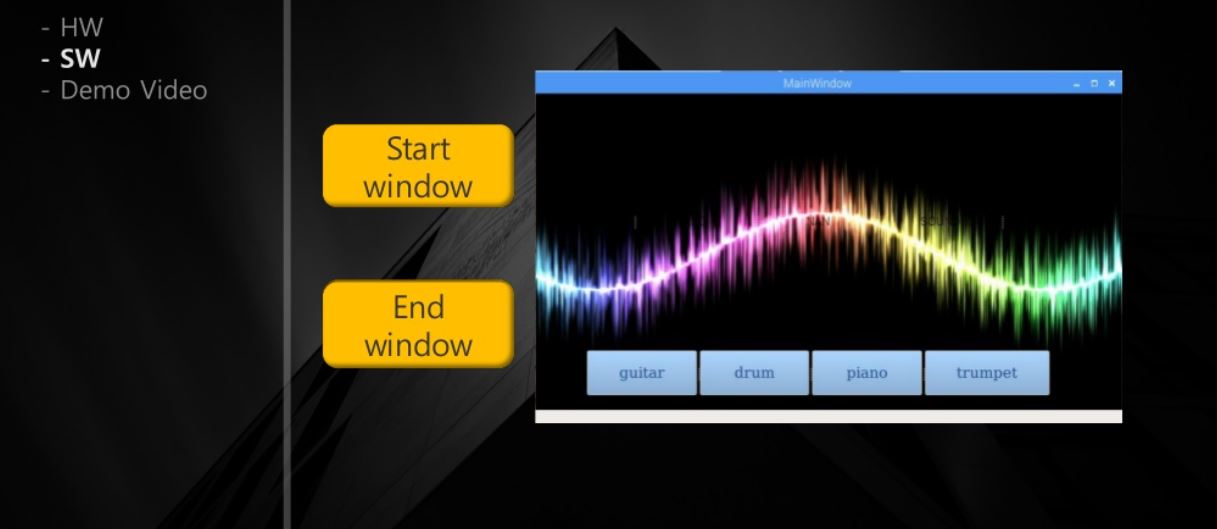 - HW
- SW
- Demo Video
Start
window
End
window
MainWindow
guitar
drum
piano
trumpet